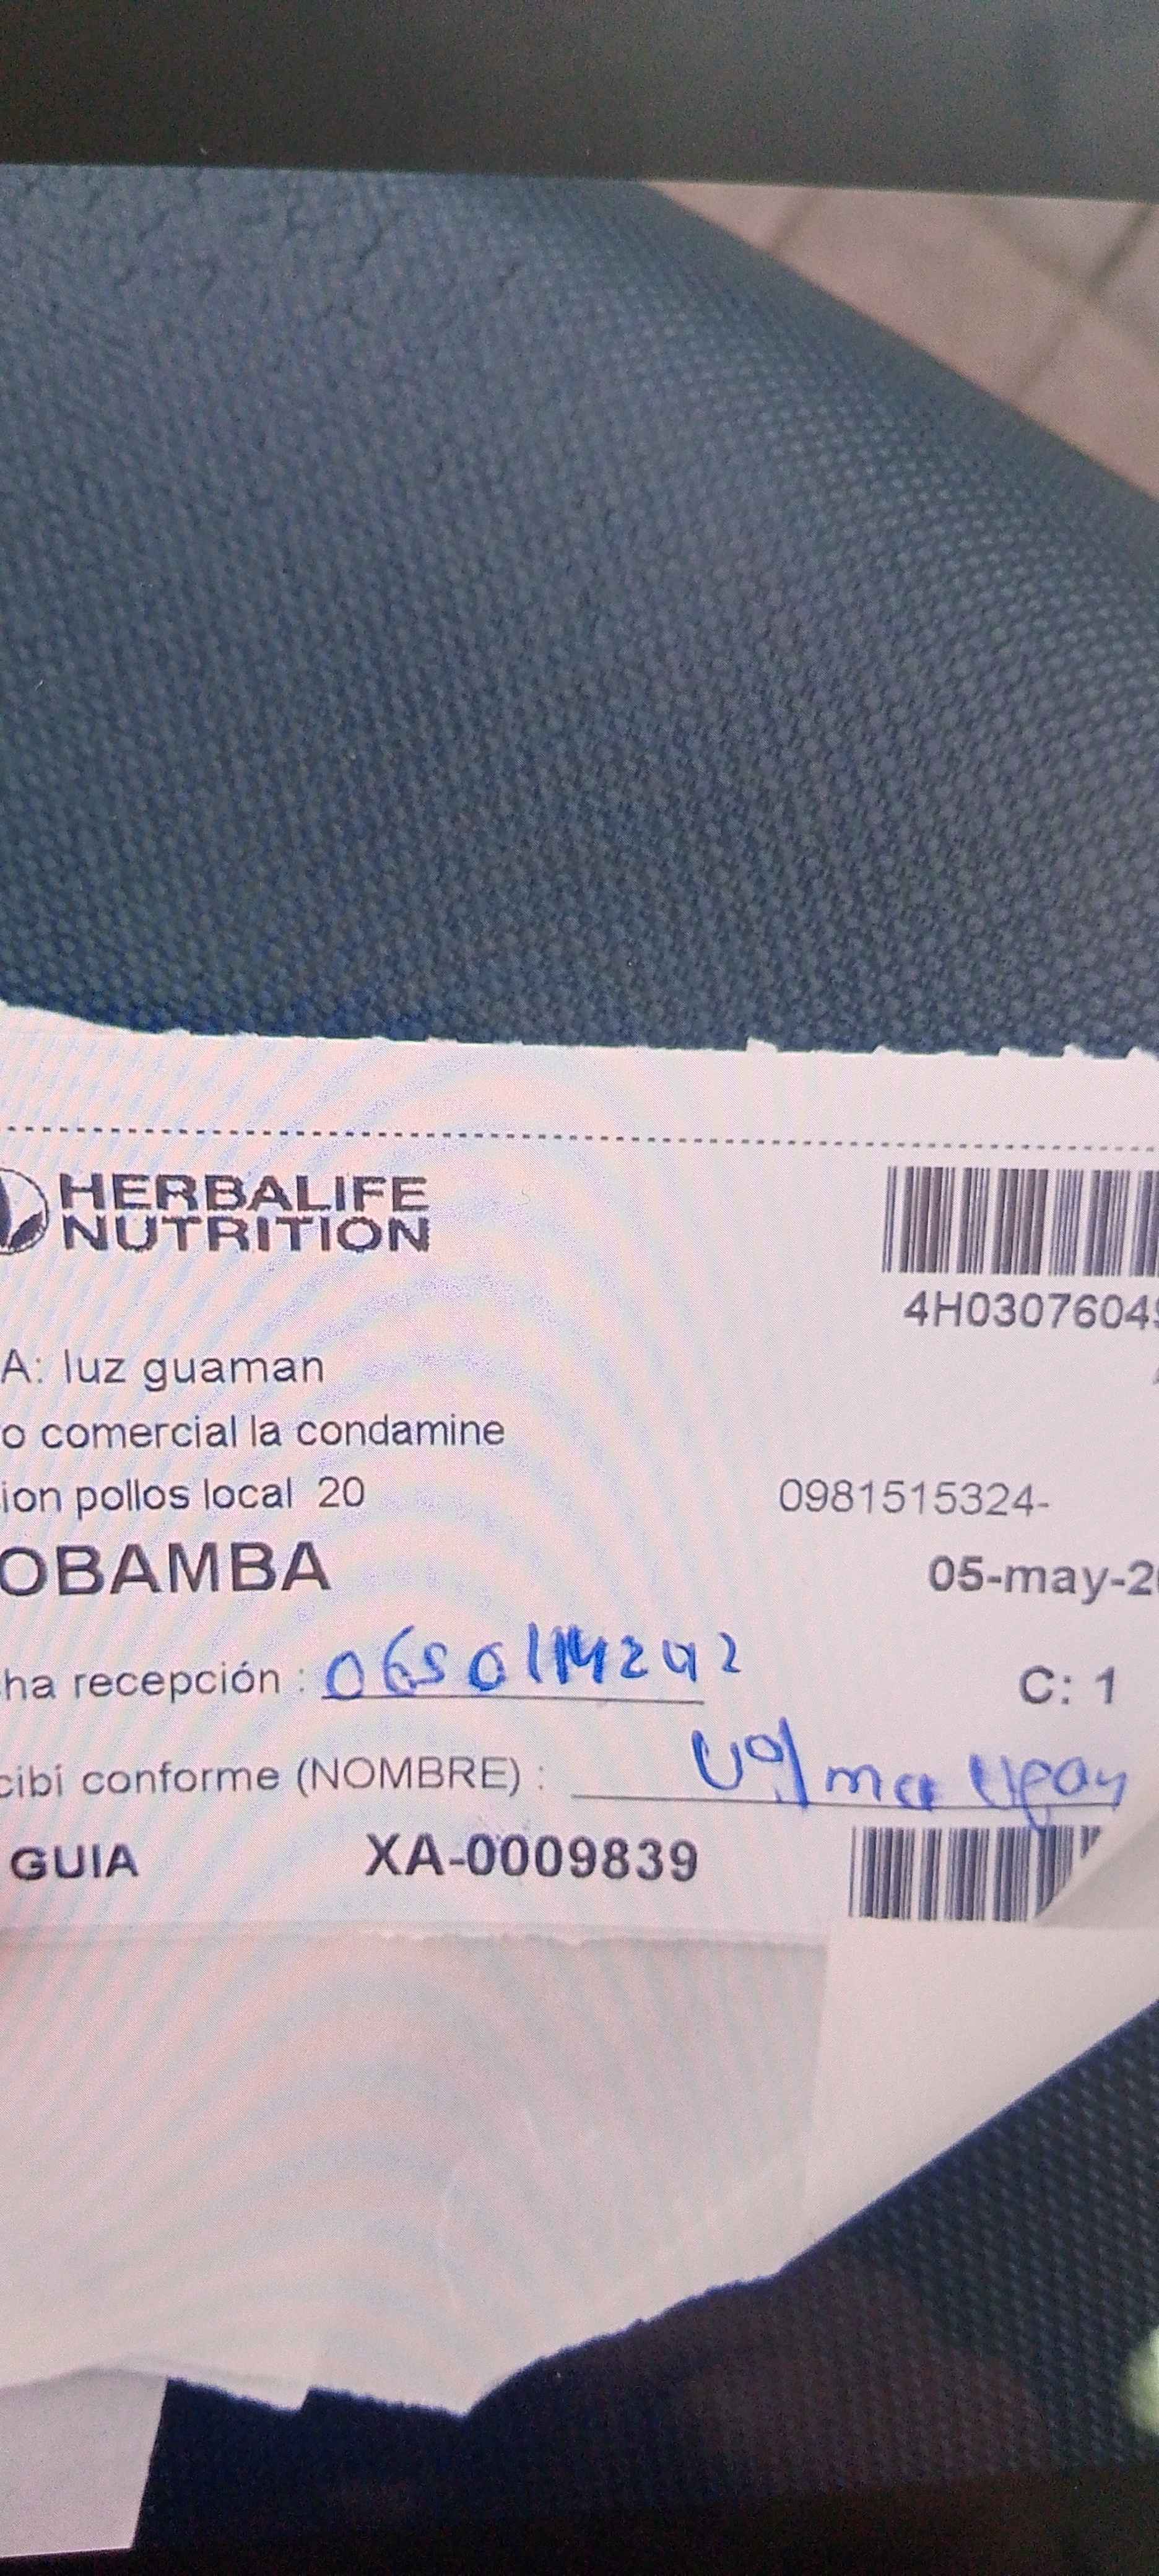 HERBALIFE
NUTRITION
4H03076049
A: luz guaman
o comercial la condamine
ion pollos local 20
0981515324-
OBAMBA
05-may-2
ha recepción :
C: 1
cibí conforme (NOMBRE) :
GUIA XA-0009839